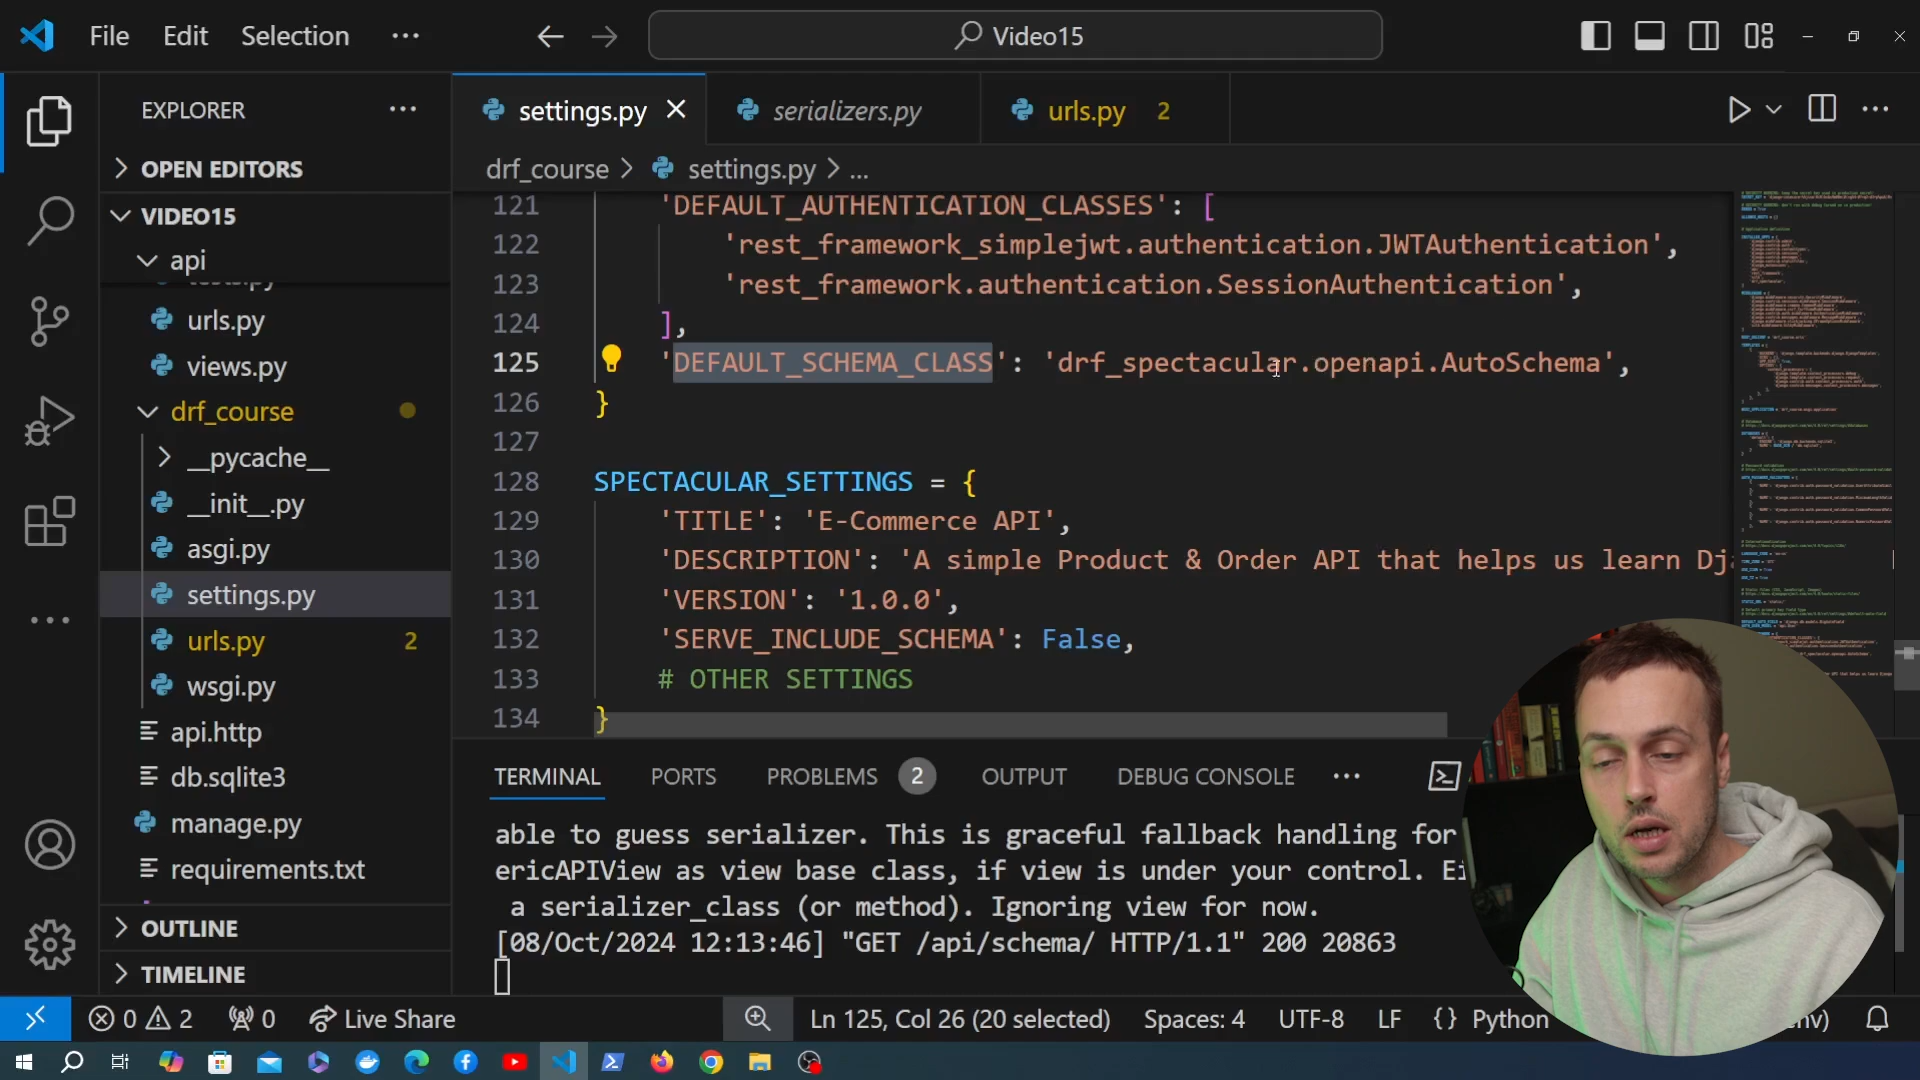 File Edit Selection ··· Video15
EXPLORER ···
settings.py serializers.py urls.py 2
OPEN EDITORS
drf_course > settings.py > ...
VIDEO15
api
urls.py
views.py
drf_course
__pycache__
__init__.py
asgi.py
settings.py
urls.py 2
wsgi.py
api.http
db.sqlite3
manage.py
requirements.txt
OUTLINE
TIMELINE
121 'DEFAULT_AUTHENTICATION_CLASSES': [
122 'rest_framework_simplejwt.authentication.JWTAuthentication',
123 'rest_framework.authentication.SessionAuthentication',
124 ],
125 'DEFAULT_SCHEMA_CLASS': 'drf_spectacular.openapi.AutoSchema',
126 }
127
128 SPECTACULAR_SETTINGS = {
129 'TITLE': 'E-Commerce API',
130 'DESCRIPTION': 'A simple Product & Order API that helps us learn Dj
131 'VERSION': '1.0.0',
132 'SERVE_INCLUDE_SCHEMA': False,
133 # OTHER SETTINGS
134 }
TERMINAL PORTS PROBLEMS 2 OUTPUT DEBUG CONSOLE ···
able to guess serializer. This is graceful fallback handling for
ericAPIView as view base class, if view is under your control. Ei
a serializer_class (or method). Ignoring view for now.
[08/Oct/2024 12:13:46] "GET /api/schema/ HTTP/1.1" 200 20863
0 2 0 Live Share Ln 125, Col 26 (20 selected) Spaces: 4 UTF-8 LF {} Python